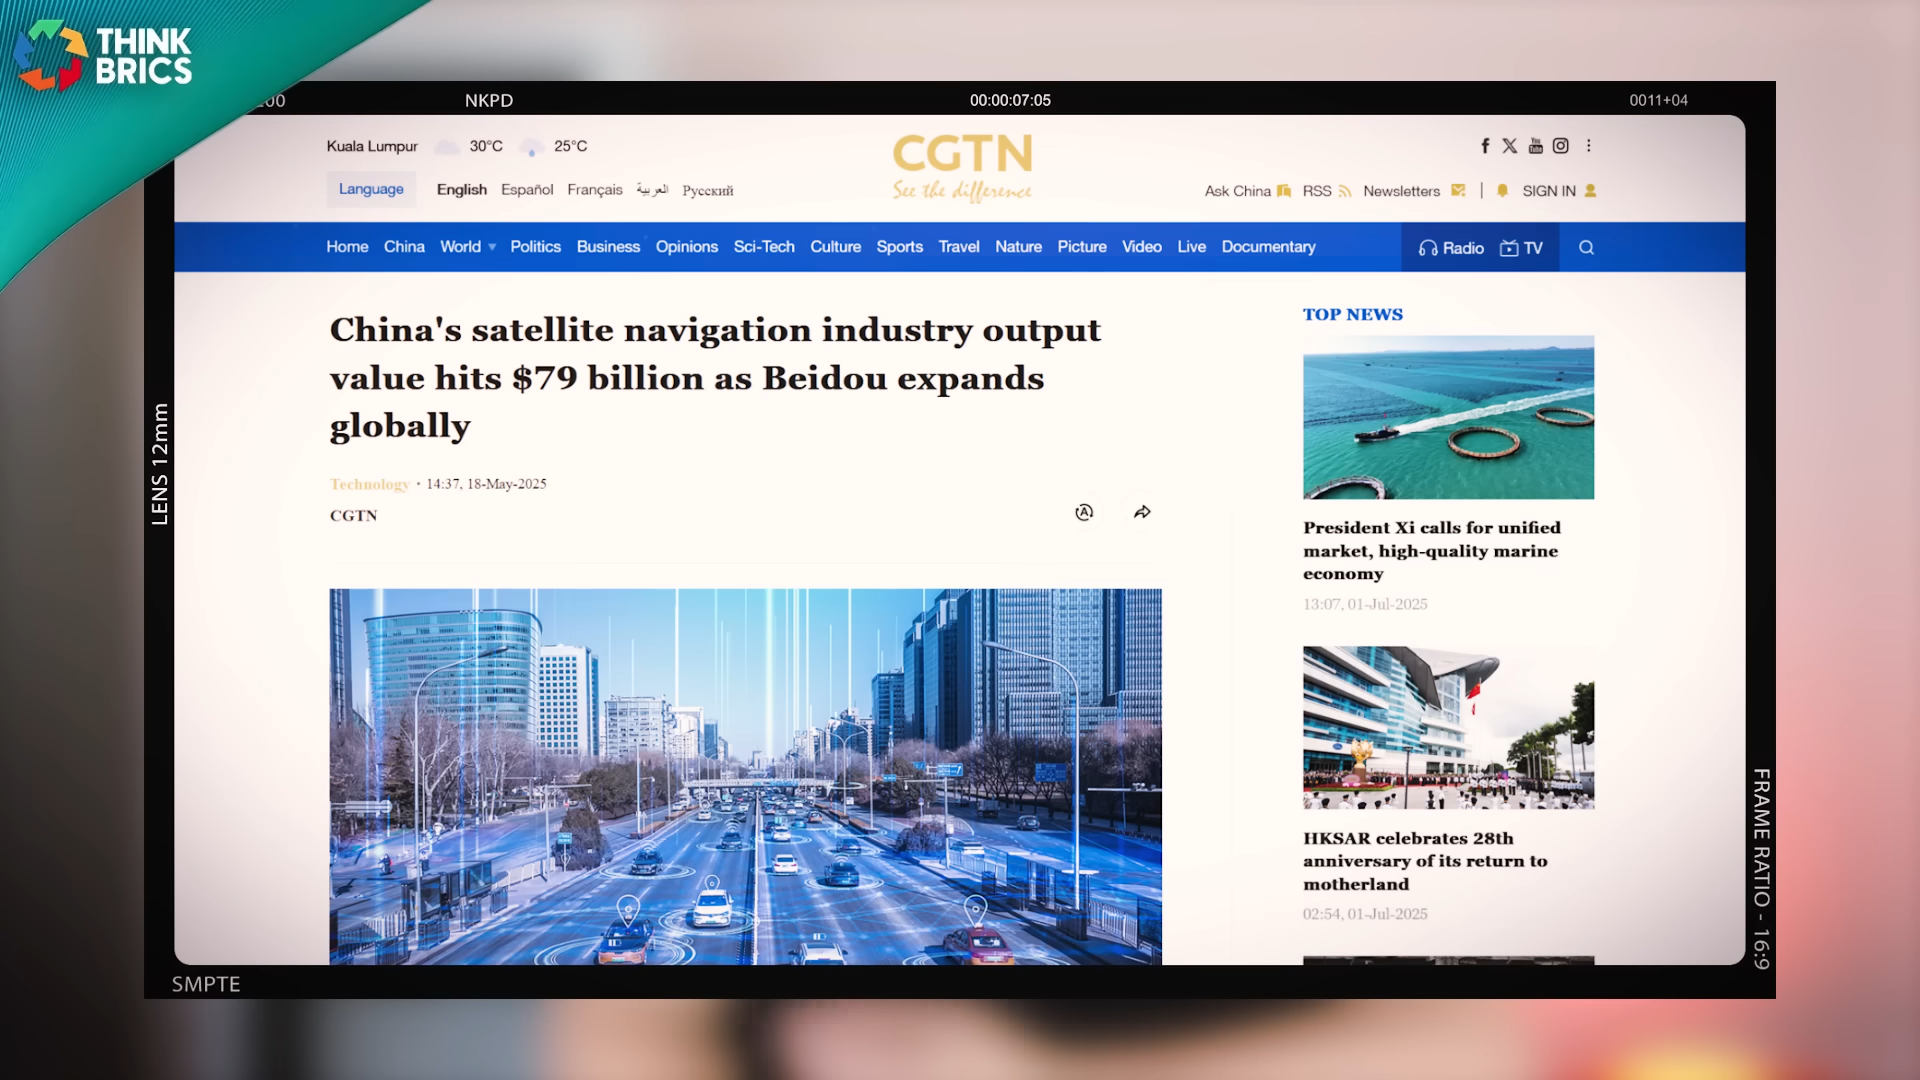 THINK
BRICS
NKPD
00:00:07:05
0011+04
Kuala Lumpur 30°C 25°C
CGTN
See the difference
Language English Español Français العربية Русский
Ask China RSS Newsletters | SIGN IN
Home China World Politics Business Opinions Sci-Tech Culture Sports Travel Nature Picture Video Live Documentary Radio TV
China's satellite navigation industry output
value hits $79 billion as Beidou expands
globally
Technology · 14:37, 18-May-2025
CGTN
TOP NEWS
President Xi calls for unified
market, high-quality marine
economy
13:07, 01-Jul-2025
HKSAR celebrates 28th
anniversary of its return to
motherland
02:54, 01-Jul-2025
LENS 12mm
FRAME RATIO - 16:9
SMPTE